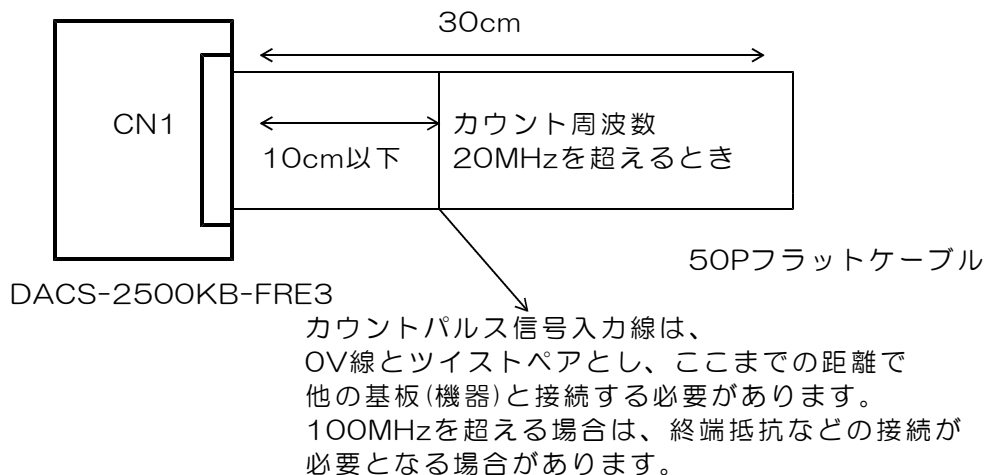 30cm
CN1
カウント周波数
10cm以下
20MHzを超えるとき
50Pフラットケーブル
DACS-2500KB-FRE3
カウントパルス信号入力線は、
0V線とツイストペアとし、ここまでの距離で
他の基板(機器)と接続する必要があります。
100MHzを超える場合は、終端抵抗などの接続が
必要となる場合があります。